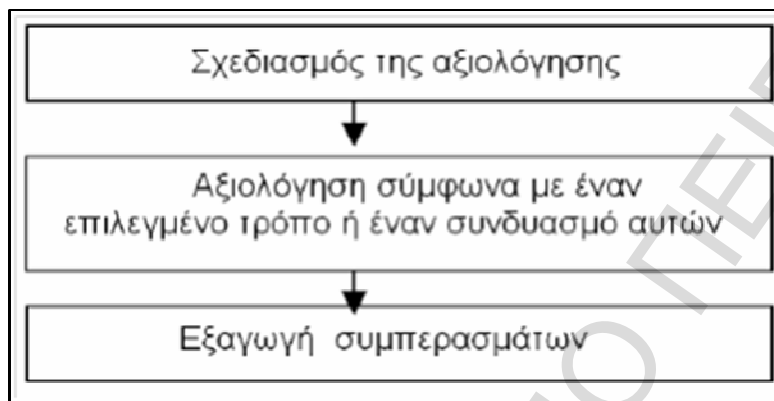 Σχεδιασμός της αξιολόγησης
Αξιολόγηση σύμφωνα με έναν
επιλεγμένο τρόπο ή έναν συνδυασμό αυτών
Εξαγωγή συμπερασμάτων